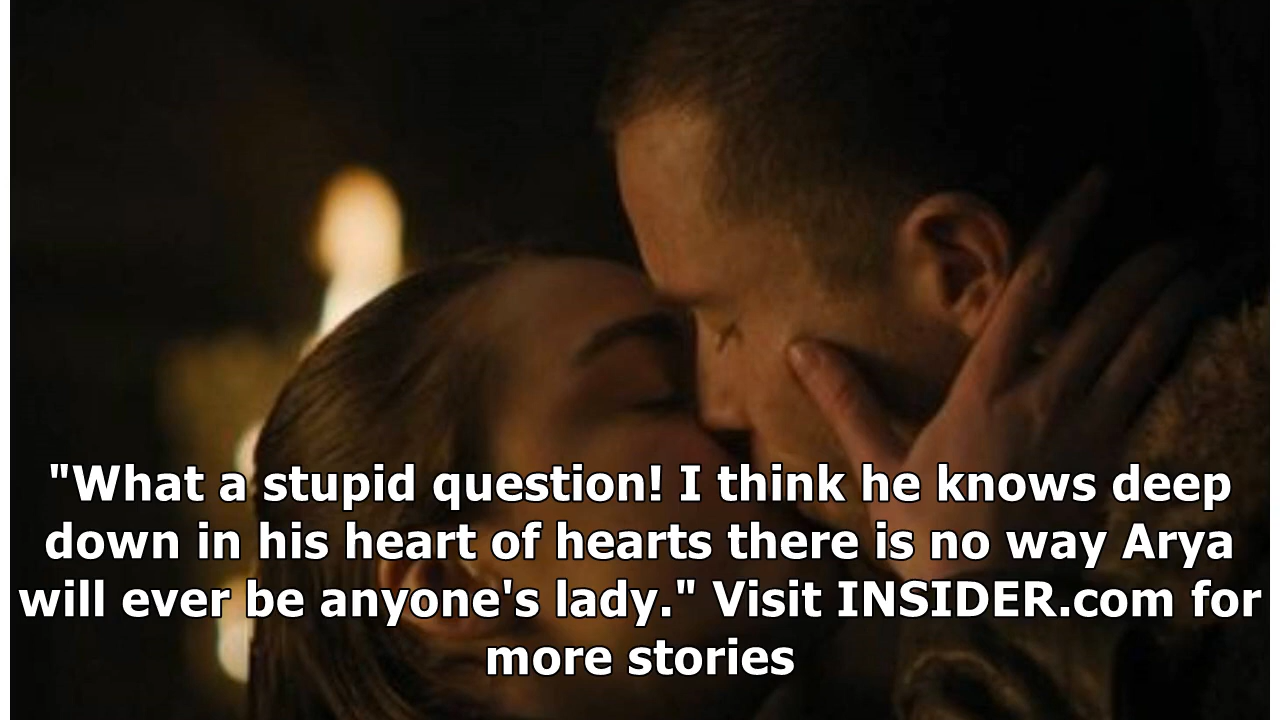 "What a stupid question! I think he knows deep
down in his heart of hearts there is no way Arya
will ever be anyone's lady." Visit INSIDER.com for
more stories